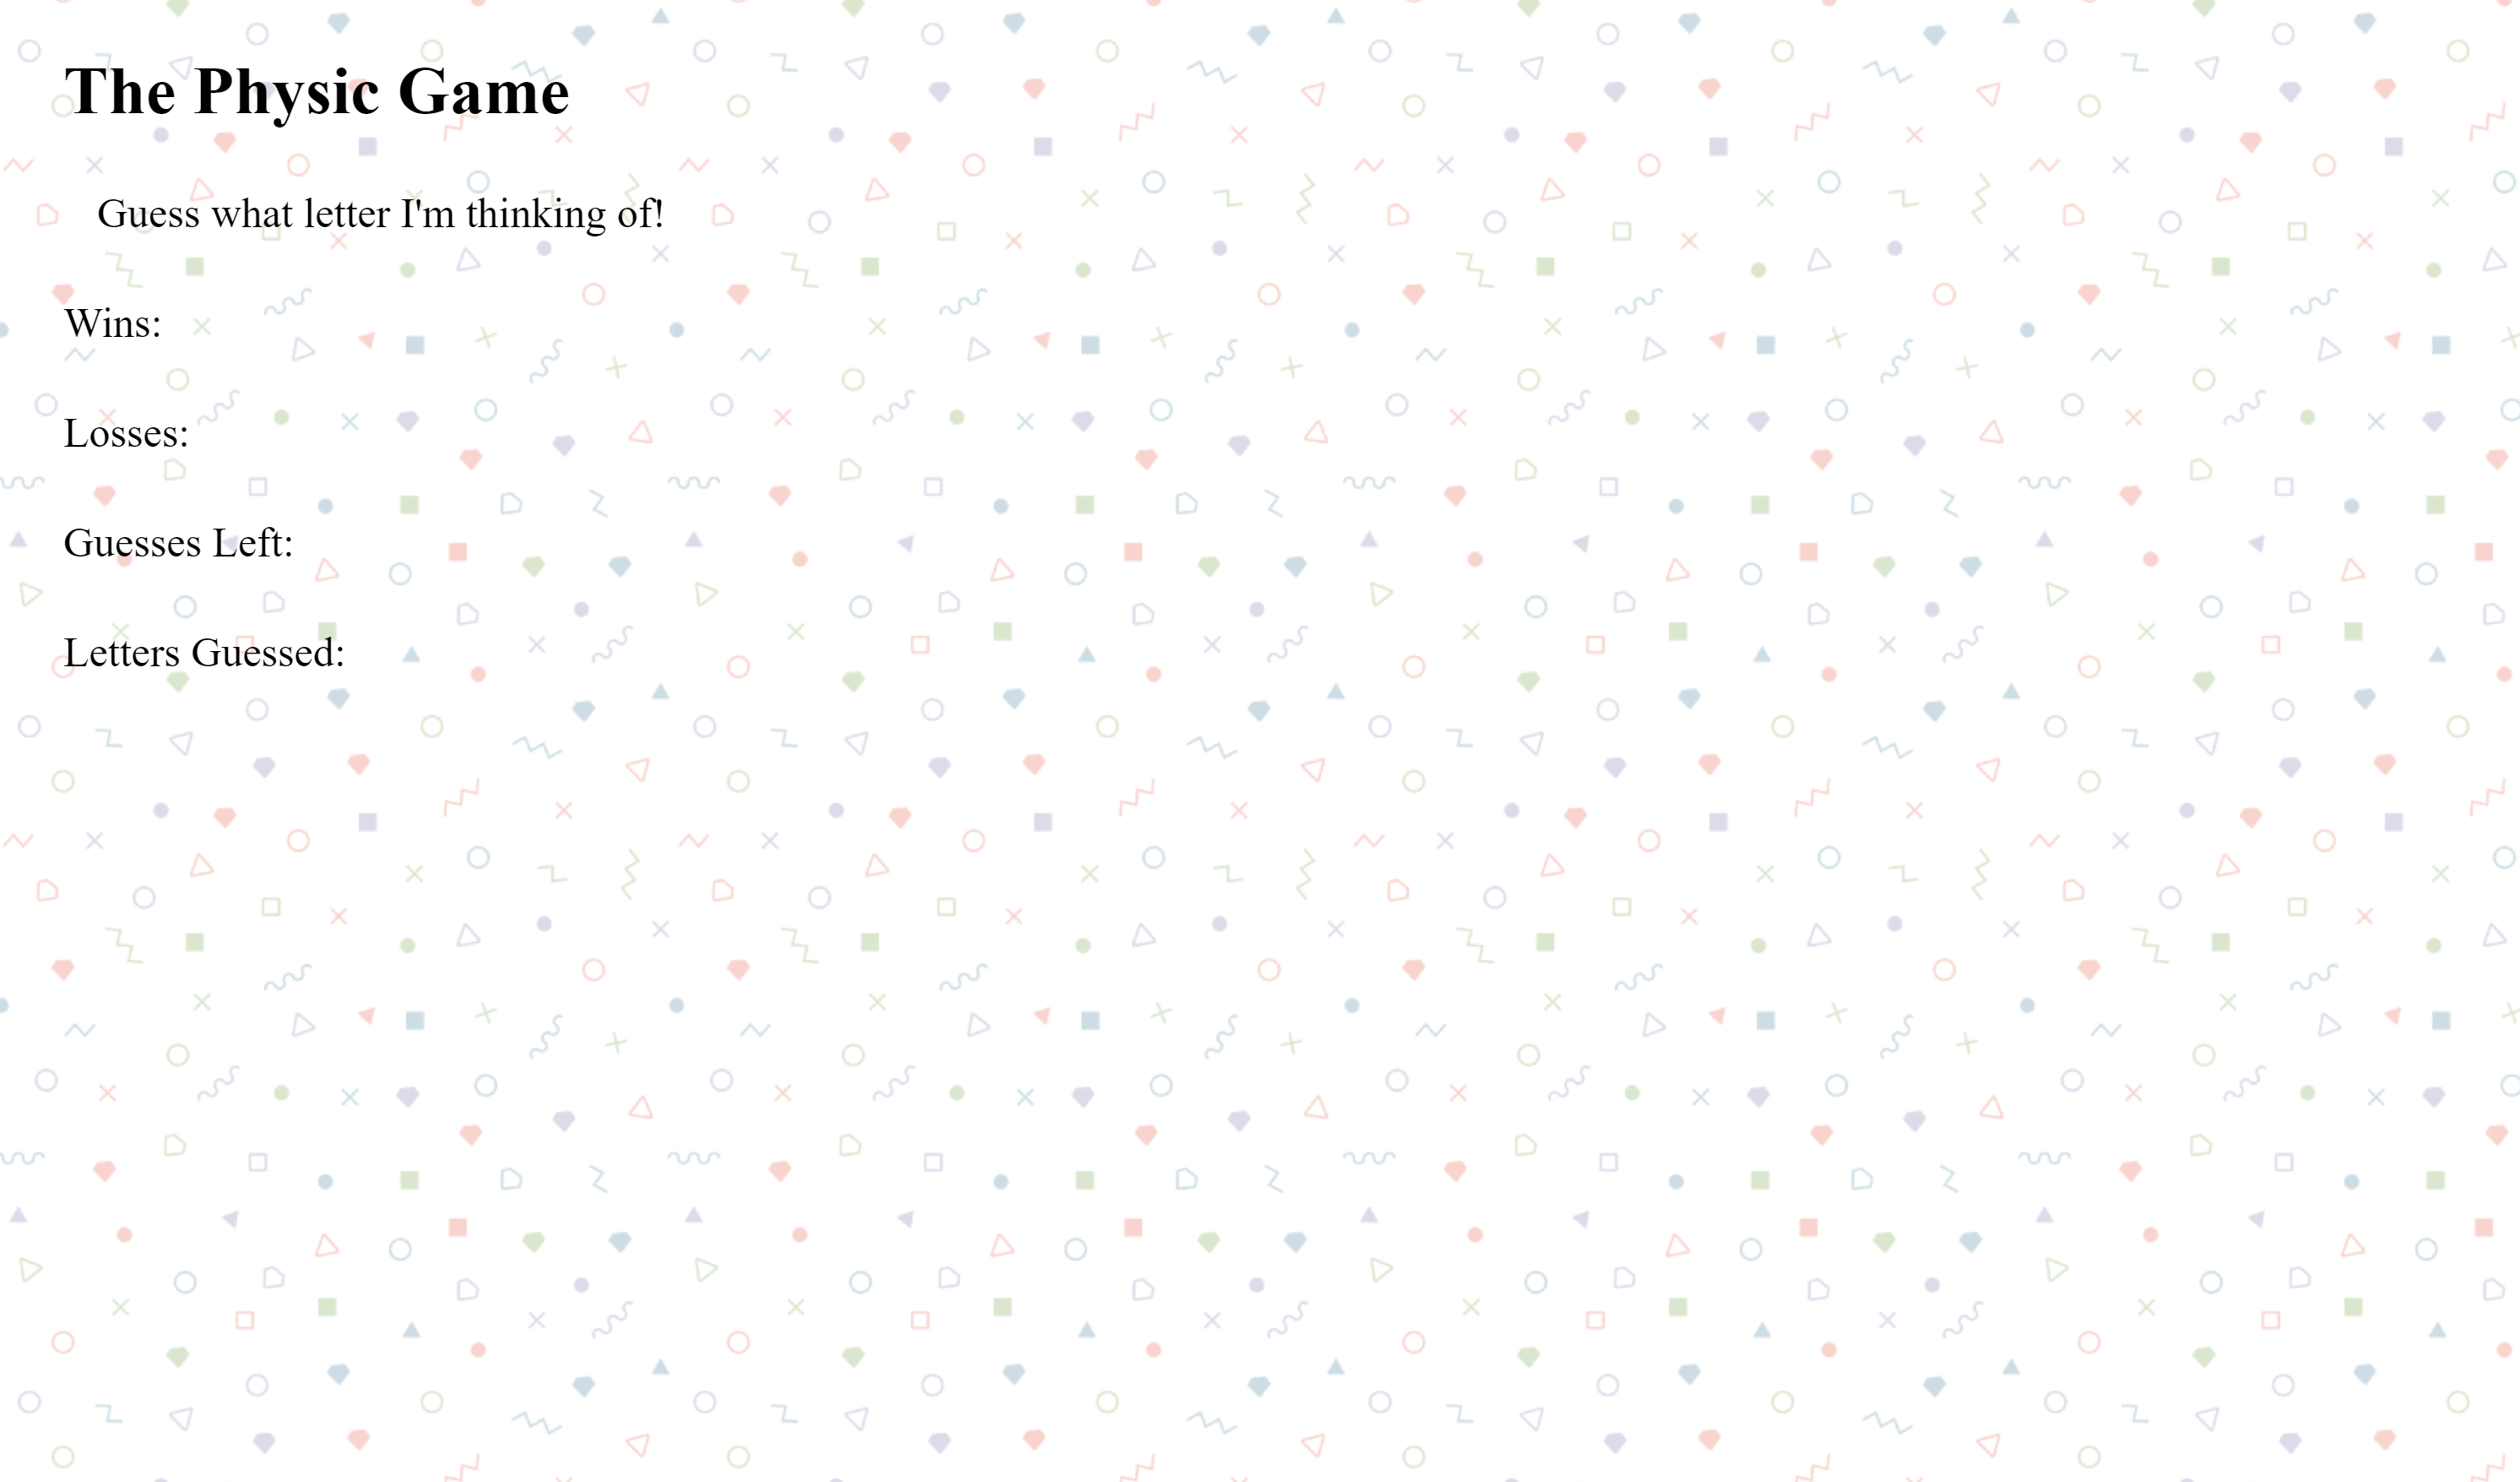 The Physic Game
Guess what letter I'm thinking of!
Wins:
Losses:
Guesses Left:
Letters Guessed: